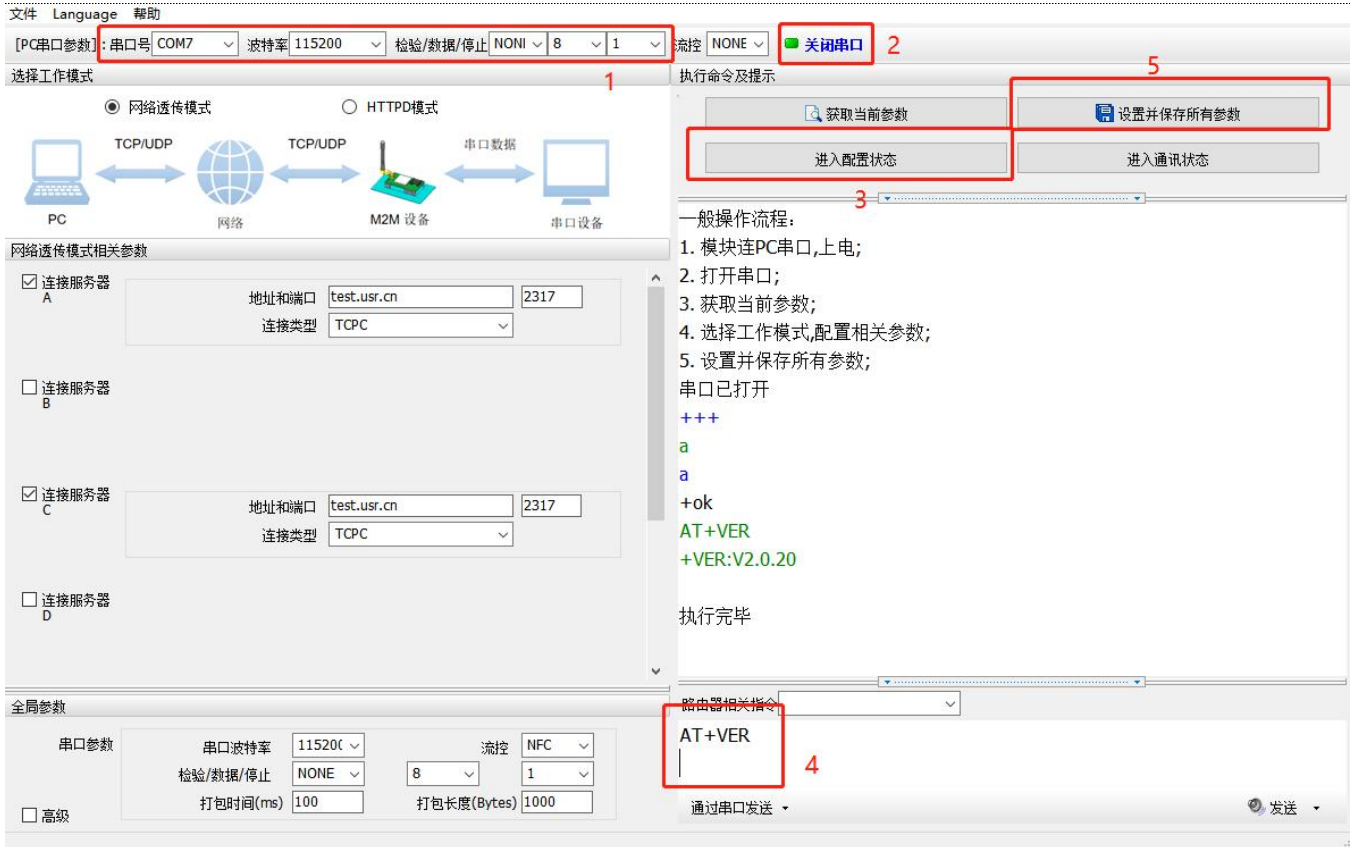 文件 Language 帮助
[PC串口参数]: 串口号 COM7 波特率 115200 检验/数据/停止 NONI 8 1 流控 NONE 关闭串口 2
1
选择工作模式
网络透传模式 HTTPD模式
TCP/UDP TCP/UDP 串口数据
PC 网络 M2M 设备 串口设备
网络透传模式相关参数
连接服务器
A
地址和端口 test.usr.cn 2317
连接类型 TCPC
连接服务器
B
连接服务器
C
地址和端口 test.usr.cn 2317
连接类型 TCPC
连接服务器
D
全局参数
串口参数 串口波特率 11520( 流控 NFC
检验/数据/停止 NONE 8 1
打包时间(ms) 100 打包长度(Bytes) 1000
高级
执行命令及提示
5
获取当前参数 设置并保存所有参数
进入配置状态 进入通讯状态
3
一般操作流程:
1. 模块连PC串口,上电;
2. 打开串口;
3. 获取当前参数;
4. 选择工作模式,配置相关参数;
5. 设置并保存所有参数;
串口已打开
+++
a
a
+ok
AT+VER
+VER:V2.0.20
执行完毕
路由器相关指令
AT+VER
4
通过串口发送 发送